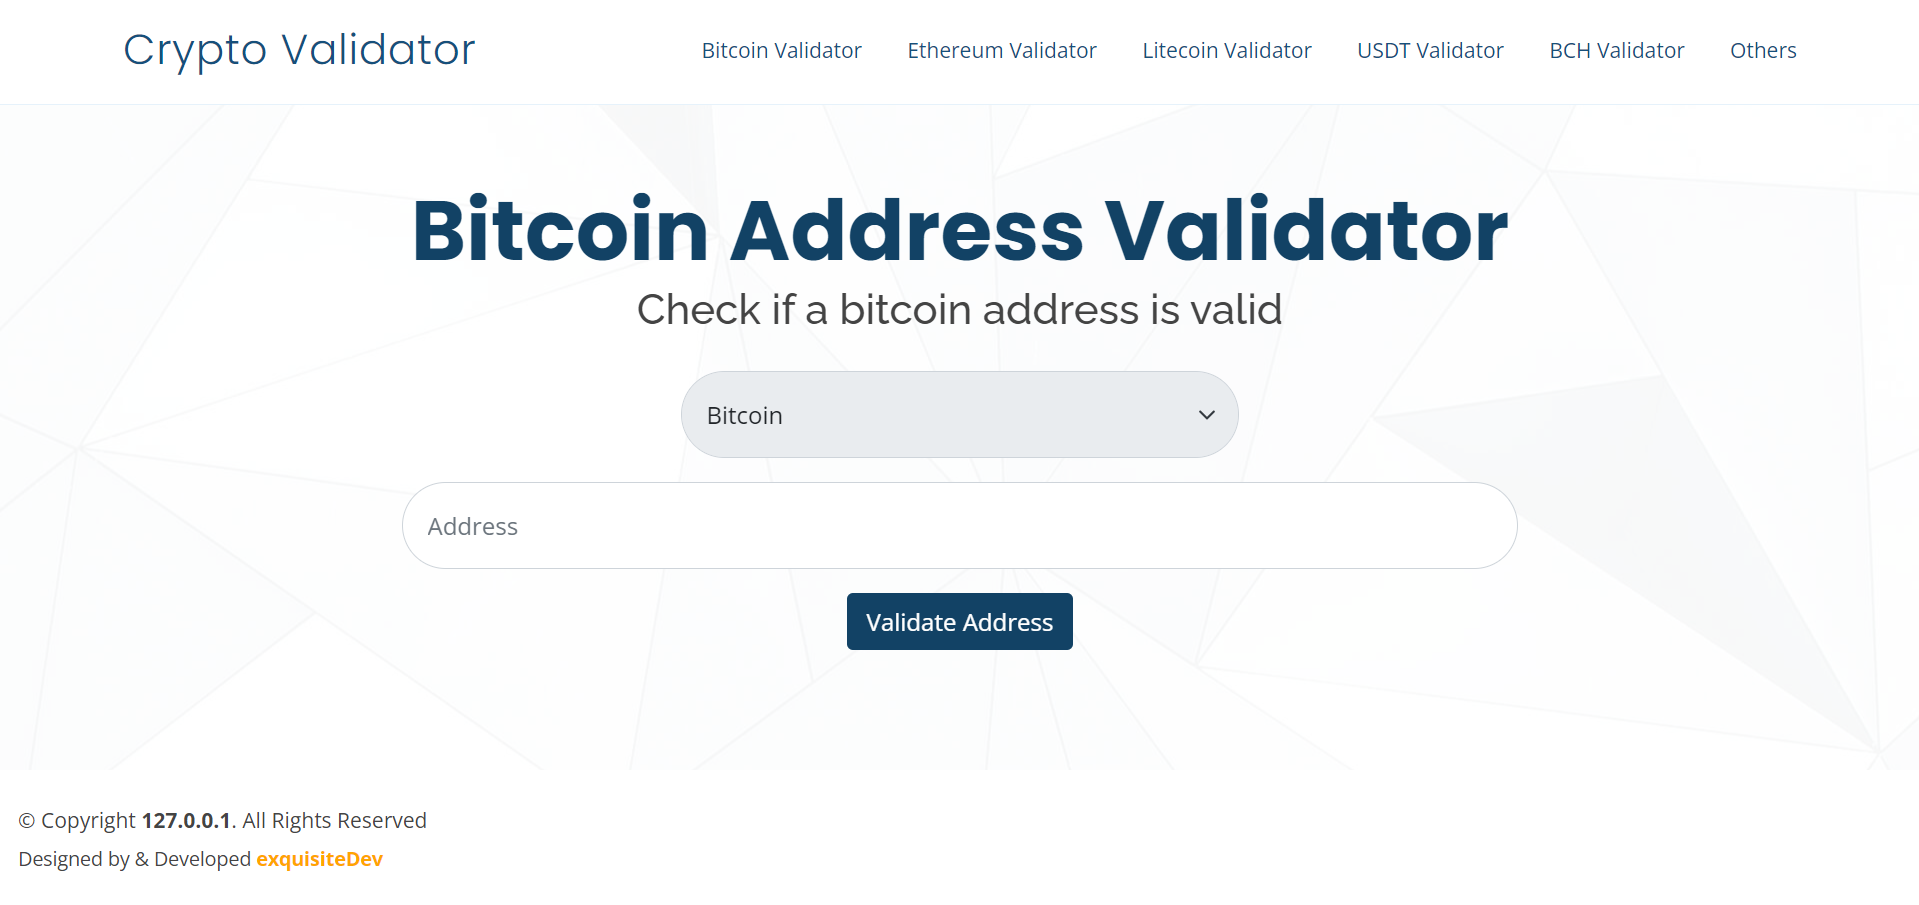 Crypto Validator
Bitcoin Validator Ethereum Validator Litecoin Validator USDT Validator BCH Validator Others
Bitcoin Address Validator
Check if a bitcoin address is valid
Bitcoin
Address
Validate Address
© Copyright 127.0.0.1. All Rights Reserved
Designed by & Developed exquisiteDev